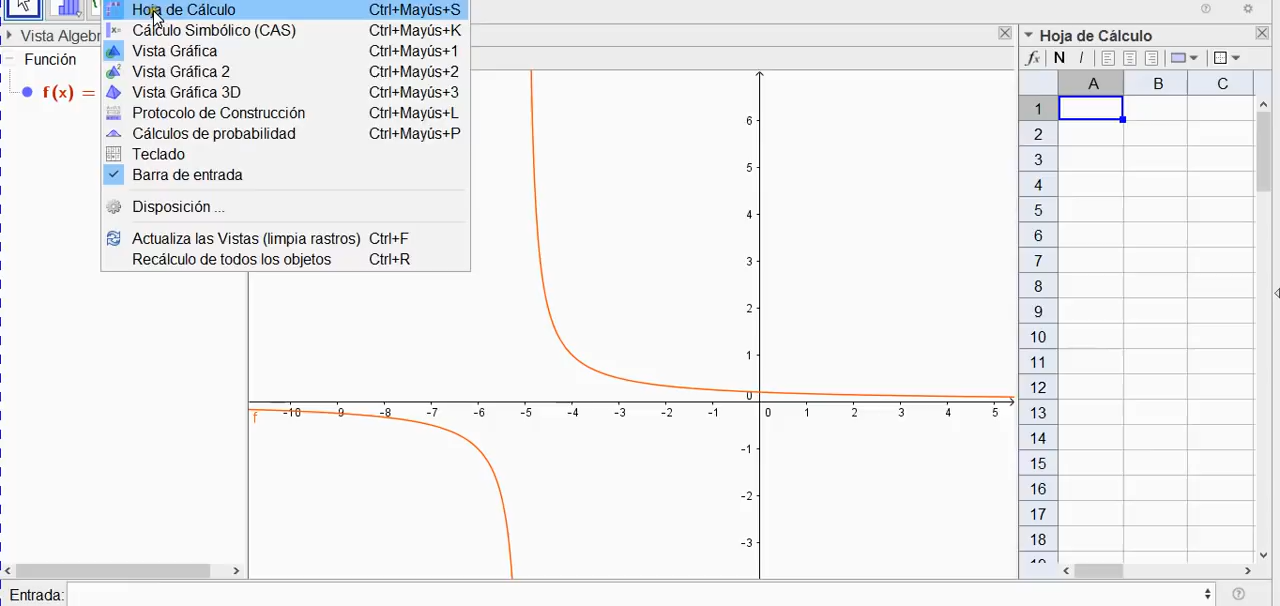 Hoja de Cálculo Ctrl+Mayús+S
Cálculo Simbólico (CAS) Ctrl+Mayús+K
Vista Gráfica Ctrl+Mayús+1
Vista Gráfica 2 Ctrl+Mayús+2
Vista Gráfica 3D Ctrl+Mayús+3
Protocolo de Construcción Ctrl+Mayús+L
Cálculos de probabilidad Ctrl+Mayús+P
Teclado
Barra de entrada
Disposición ...
Actualiza las Vistas (limpia rastros) Ctrl+F
Recálculo de todos los objetos Ctrl+R
Vista Algebr
Función
f(x) =
6
5
4
3
2
1
0
-10 -9 -8 -7 -6 -5 -4 -3 -2 -1 0 1 2 3 4 5
f
-1
-2
-3
Hoja de Cálculo
fx N I
A B C
1
2
3
4
5
6
7
8
9
10
11
12
13
14
15
16
17
18
Entrada: